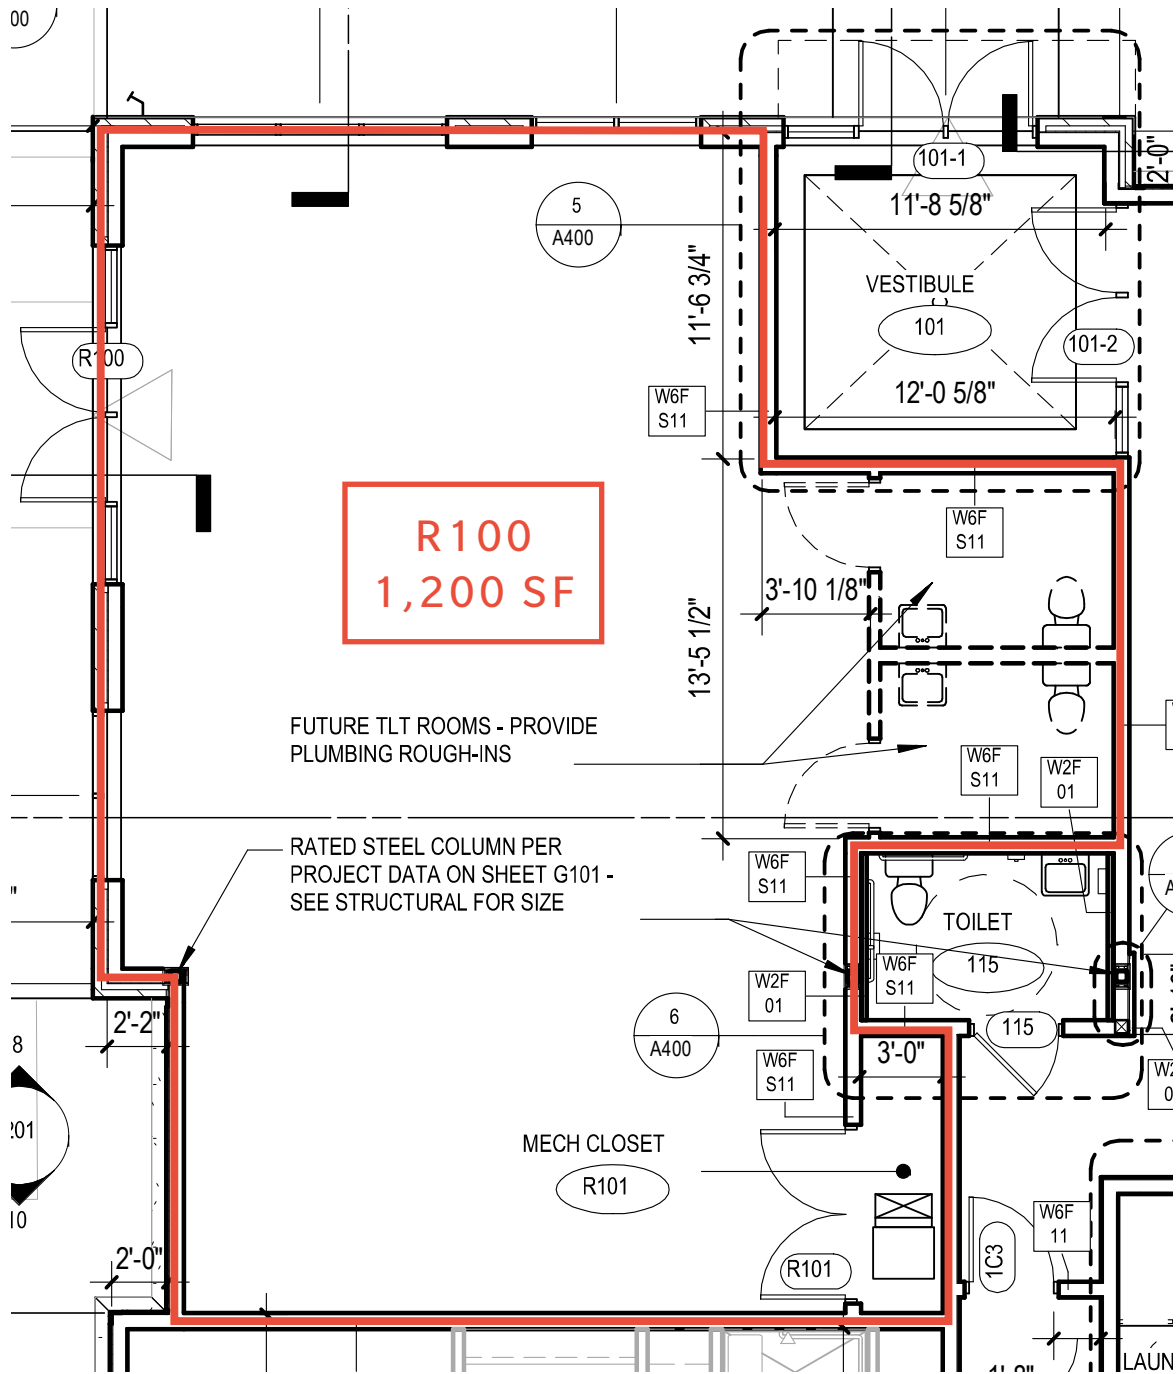 00
101-1
2'-0"
11'-8 5/8"
5
A400
VESTIBULE
101
11'-6 3/4"
R100
101-2
12'-0 5/8"
W6F
S11
R100
1,200 SF
W6F
S11
3'-10 1/8"
13'-5 1/2"
FUTURE TLT ROOMS - PROVIDE
PLUMBING ROUGH-INS
W6F
S11
W2F
01
RATED STEEL COLUMN PER
PROJECT DATA ON SHEET G101 -
SEE STRUCTURAL FOR SIZE
W6F
S11
TOILET
115
W6F
S11
W2F
01
2'-2"
6
A400
115
3'-0"
8
W6F
S11
201
MECH CLOSET
R101
10
W6F
11
2'-0"
R101
1C3
LAUN